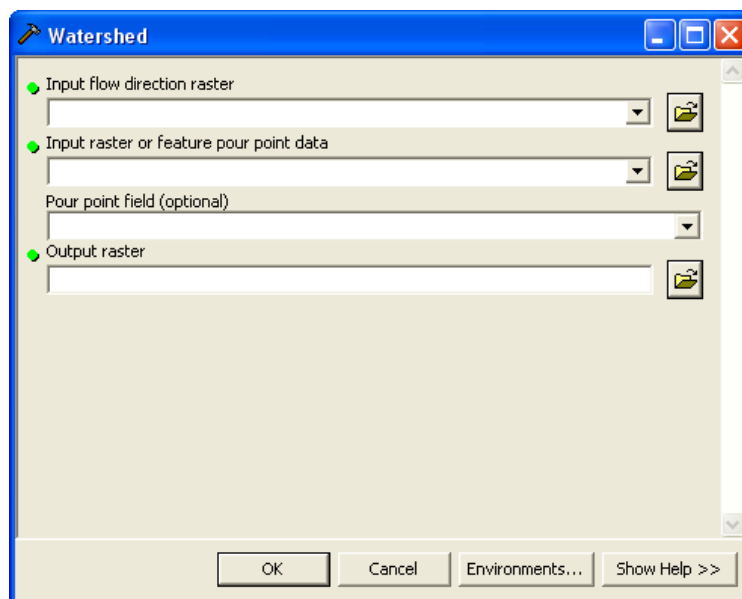 Watershed
Input flow direction raster
Input raster or feature pour point data
Pour point field (optional)
Output raster
OK Cancel Environments... Show Help >>